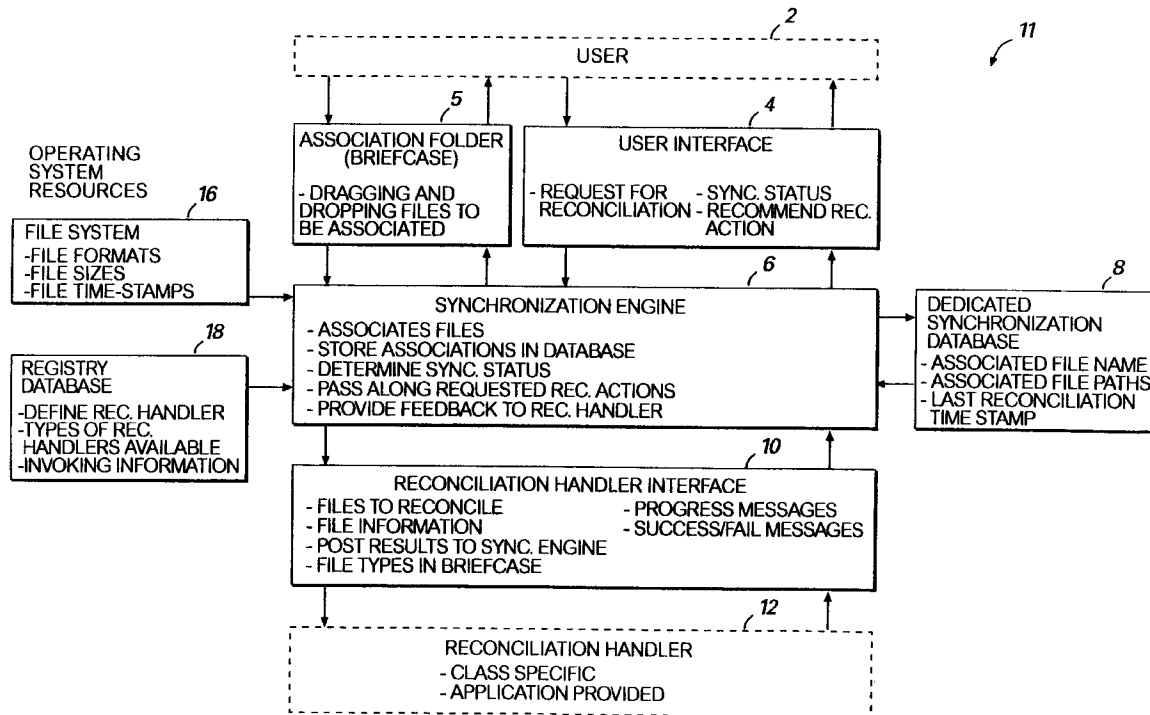 2
USER
11
5
ASSOCIATION FOLDER
(BRIEFCASE)
- DRAGGING AND
DROPPING FILES TO
BE ASSOCIATED
4
USER INTERFACE
- REQUEST FOR
RECONCILIATION
- SYNC. STATUS
- RECOMMEND REC.
ACTION
OPERATING
SYSTEM
RESOURCES
16
FILE SYSTEM
-FILE FORMATS
-FILE SIZES
-FILE TIME-STAMPS
6
SYNCHRONIZATION ENGINE
- ASSOCIATES FILES
- STORE ASSOCIATIONS IN DATABASE
- DETERMINE SYNC. STATUS
- PASS ALONG REQUESTED REC. ACTIONS
- PROVIDE FEEDBACK TO REC. HANDLER
8
DEDICATED
SYNCHRONIZATION
DATABASE
- ASSOCIATED FILE NAME
- ASSOCIATED FILE PATHS
- LAST RECONCILIATION
TIME STAMP
18
REGISTRY
DATABASE
-DEFINE REC. HANDLER
-TYPES OF REC.
HANDLERS AVAILABLE
-INVOKING INFORMATION
10
RECONCILIATION HANDLER INTERFACE
- FILES TO RECONCILE
- FILE INFORMATION
- POST RESULTS TO SYNC. ENGINE
- FILE TYPES IN BRIEFCASE
- PROGRESS MESSAGES
- SUCCESS/FAIL MESSAGES
12
RECONCILIATION HANDLER
- CLASS SPECIFIC
- APPLICATION PROVIDED